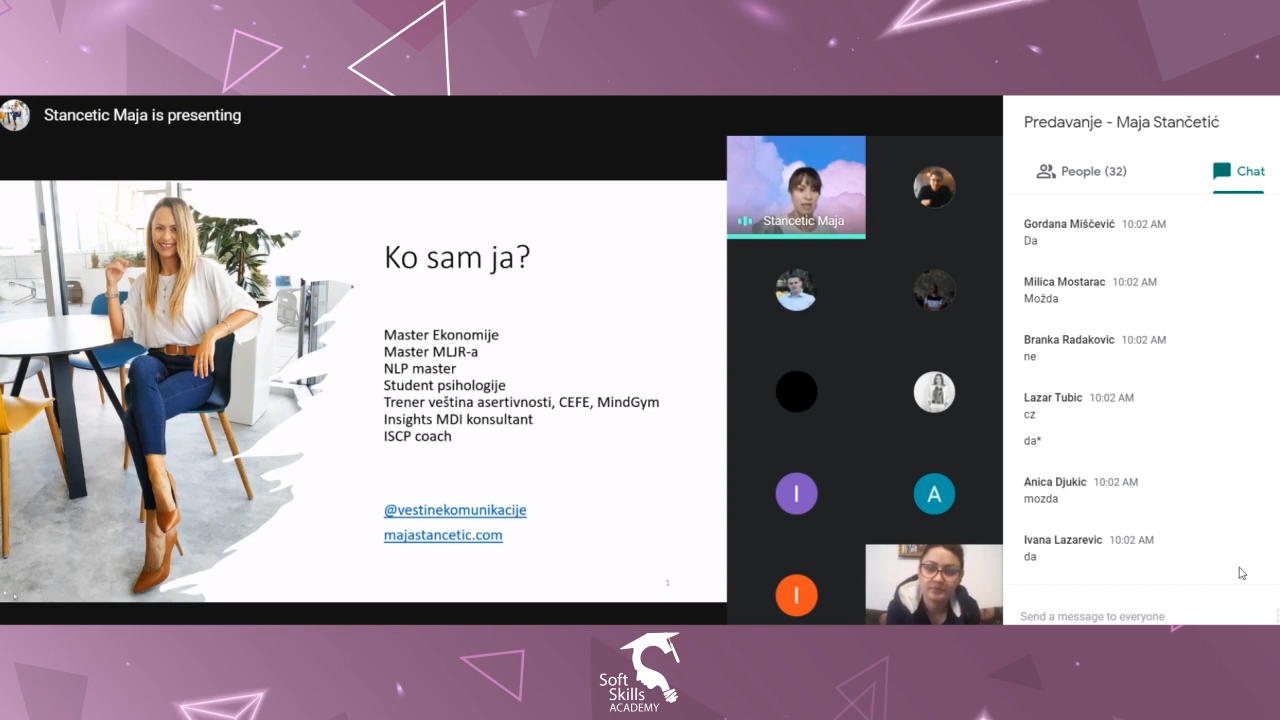 Stancetic Maja is presenting
Ko sam ja?
Master Ekonomije
Master MLJR-a
NLP master
Student psihologije
Trener veština asertivnosti, CEFE, MindGym
Insights MDI konsultant
ISCP coach
@vestinekomunikacije
majastancetic.com
1
Stancetic Maja
I
A
I
Predavanje - Maja Stančetić
People (32)
Chat
Gordana Miščević 10:02 AM
Da
Milica Mostarac 10:02 AM
Možda
Branka Radakovic 10:02 AM
ne
Lazar Tubic 10:02 AM
cz
da*
Anica Djukic 10:02 AM
mozda
Ivana Lazarevic 10:02 AM
da
Send a message to everyone
Soft
Skills
ACADEMY